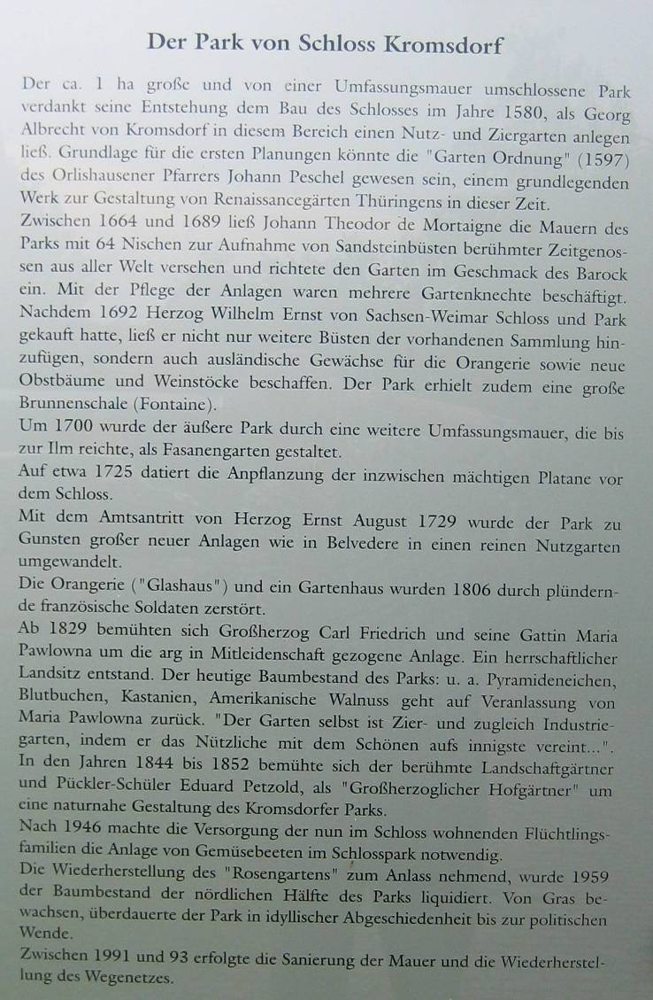 Der Park von Schloss Kromsdorf
Der ca. 1 ha große und von einer Umfassungsmauer umschlossene Park
verdankt seine Entstehung dem Bau des Schlosses im Jahre 1580, als Georg
Albrecht von Kromsdorf in diesem Bereich einen Nutz- und Ziergarten anlegen
ließ. Grundlage für die ersten Planungen könnte die "Garten Ordnung" (1597)
des Orlishausener Pfarrers Johann Peschel gewesen sein, einem grundlegenden
Werk zur Gestaltung von Renaissancegärten Thüringens in dieser Zeit.
Zwischen 1664 und 1689 ließ Johann Theodor de Mortaigne die Mauern des
Parks mit 64 Nischen zur Aufnahme von Sandsteinbüsten berühmter Zeitgenos-
sen aus aller Welt versehen und richtete den Garten im Geschmack des Barock
ein. Mit der Pflege der Anlagen waren mehrere Gartenknechte beschäftigt.
Nachdem 1692 Herzog Wilhelm Ernst von Sachsen-Weimar Schloss und Park
gekauft hatte, ließ er nicht nur weitere Büsten der vorhandenen Sammlung hin-
zufügen, sondern auch ausländische Gewächse für die Orangerie sowie neue
Obstbäume und Weinstöcke beschaffen. Der Park erhielt zudem eine große
Brunnenschale (Fontaine).
Um 1700 wurde der äußere Park durch eine weitere Umfassungsmauer, die bis
zur Ilm reichte, als Fasanengarten gestaltet.
Auf etwa 1725 datiert die Anpflanzung der inzwischen mächtigen Platane vor
dem Schloss.
Mit dem Amtsantritt von Herzog Ernst August 1729 wurde der Park zu
Gunsten großer neuer Anlagen wie in Belvedere in einen reinen Nutzgarten
umgewandelt.
Die Orangerie ("Glashaus") und ein Gartenhaus wurden 1806 durch plündern-
de französische Soldaten zerstört.
Ab 1829 bemühten sich Großherzog Carl Friedrich und seine Gattin Maria
Pawlowna um die arg in Mitleidenschaft gezogene Anlage. Ein herrschaftlicher
Landsitz entstand. Der heutige Baumbestand des Parks: u. a. Pyramideneichen,
Blutbuchen, Kastanien, Amerikanische Walnuss geht auf Veranlassung von
Maria Pawlowna zurück. "Der Garten selbst ist Zier- und zugleich Industrie-
garten, indem er das Nützliche mit dem Schönen aufs innigste vereint...".
In den Jahren 1844 bis 1852 bemühte sich der berühmte Landschaftgärtner
und Pückler-Schüler Eduard Petzold, als "Großherzoglicher Hofgärtner" um
eine naturnahe Gestaltung des Kromsdorfer Parks.
Nach 1946 machte die Versorgung der nun im Schloss wohnenden Flüchtlings-
familien die Anlage von Gemüsebeeten im Schlosspark notwendig.
Die Wiederherstellung des "Rosengartens" zum Anlass nehmend, wurde 1959
der Baumbestand der nördlichen Hälfte des Parks liquidiert. Von Gras be-
wachsen, überdauerte der Park in idyllischer Abgeschiedenheit bis zur politischen
Wende.
Zwischen 1991 und 93 erfolgte die Sanierung der Mauer und die Wiederherstel-
lung des Wegenetzes.